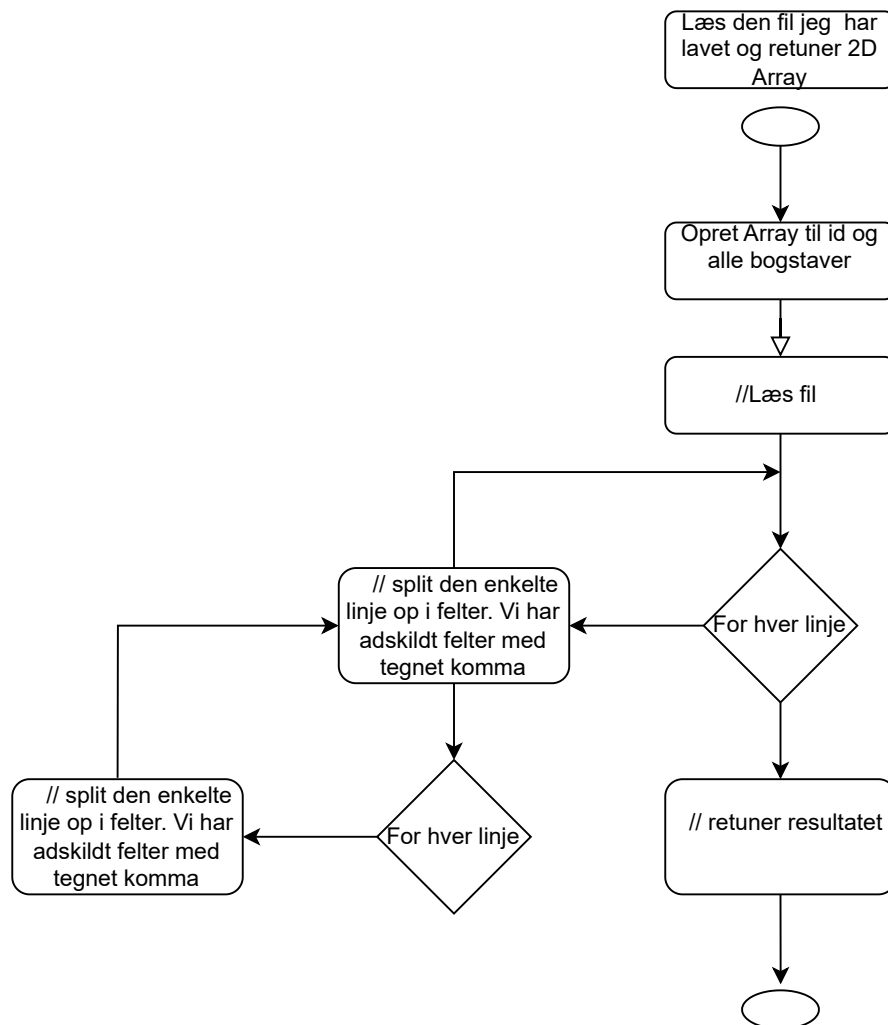 Læs den fil jeg har
lavet og retuner 2D
Array
Opret Array til id og
alle bogstaver
//Læs fil
For hver linje
// split den enkelte
linje op i felter. Vi har
adskildt felter med
tegnet komma
For hver linje
// split den enkelte
linje op i felter. Vi har
adskildt felter med
tegnet komma
// retuner resultatet